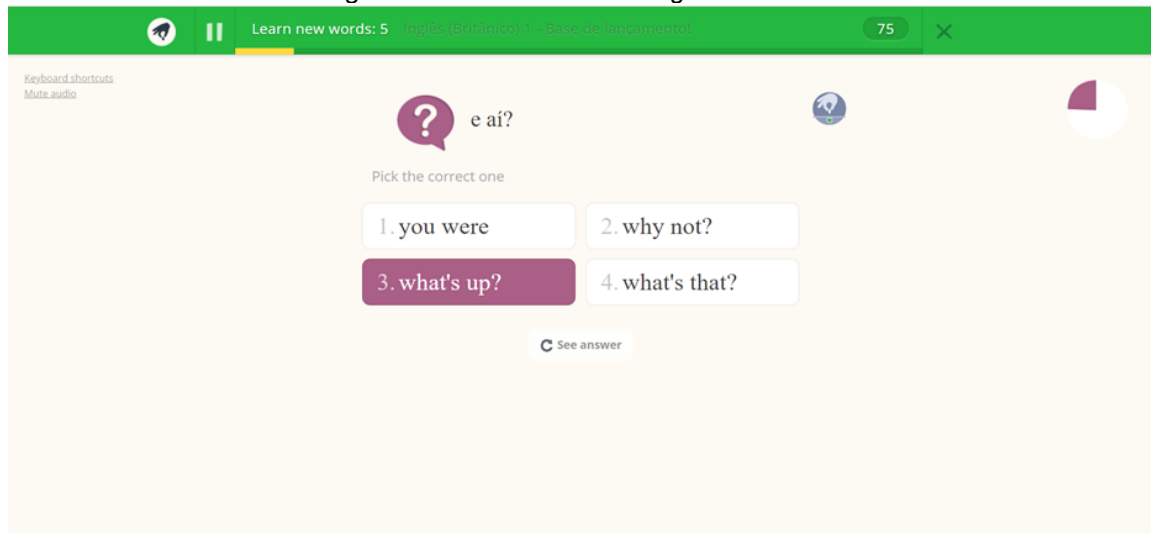 Learn new words: 5 Inglês (Britânico) 1 - Base de lançamento!
75
Keyboard shortcuts
Mute audio
e aí?
Pick the correct one
1. you were
2. why not?
3. what's up?
4. what's that?
See answer